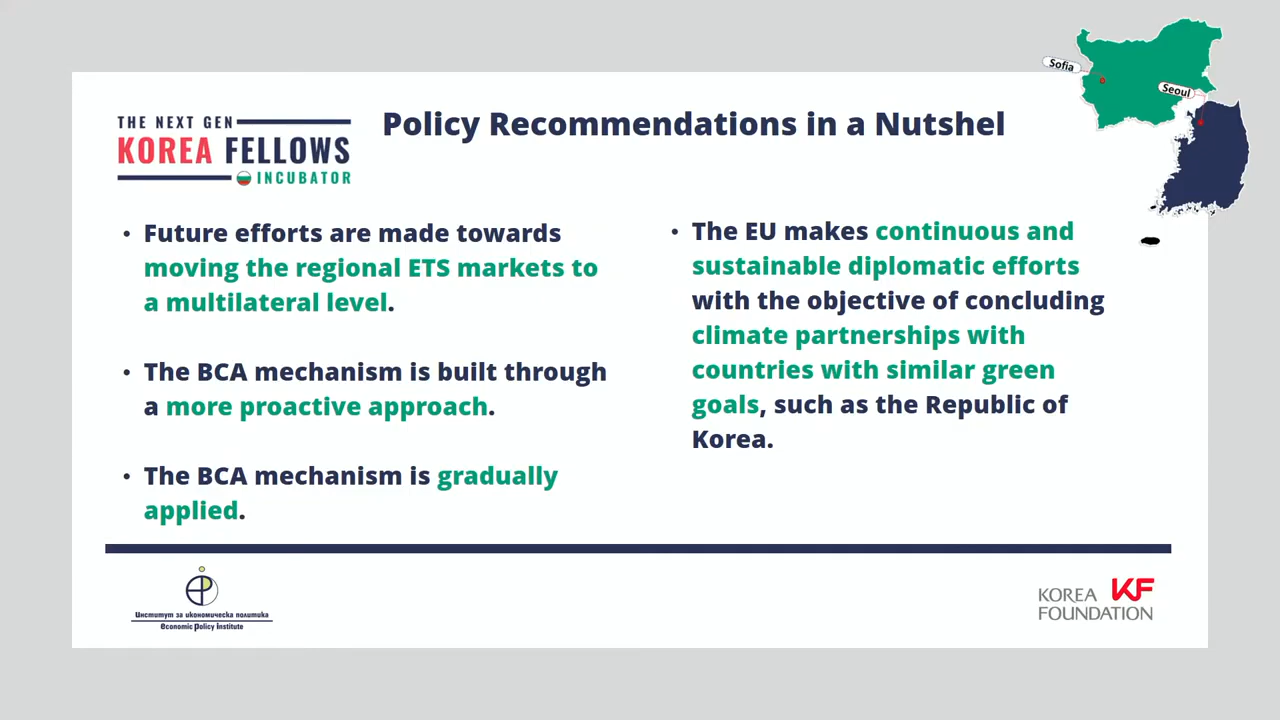 Sofia
Seoul
THE NEXT GEN
KOREA FELLOWS
INCUBATOR
Policy Recommendations in a Nutshel
• Future efforts are made towards
moving the regional ETS markets to
a multilateral level.
• The BCA mechanism is built through
a more proactive approach.
• The BCA mechanism is gradually
applied.
• The EU makes continuous and
sustainable diplomatic efforts
with the objective of concluding
climate partnerships with
countries with similar green
goals, such as the Republic of
Korea.
Институт за икономическа политика
Economic Policy Institute
KOREA KF
FOUNDATION